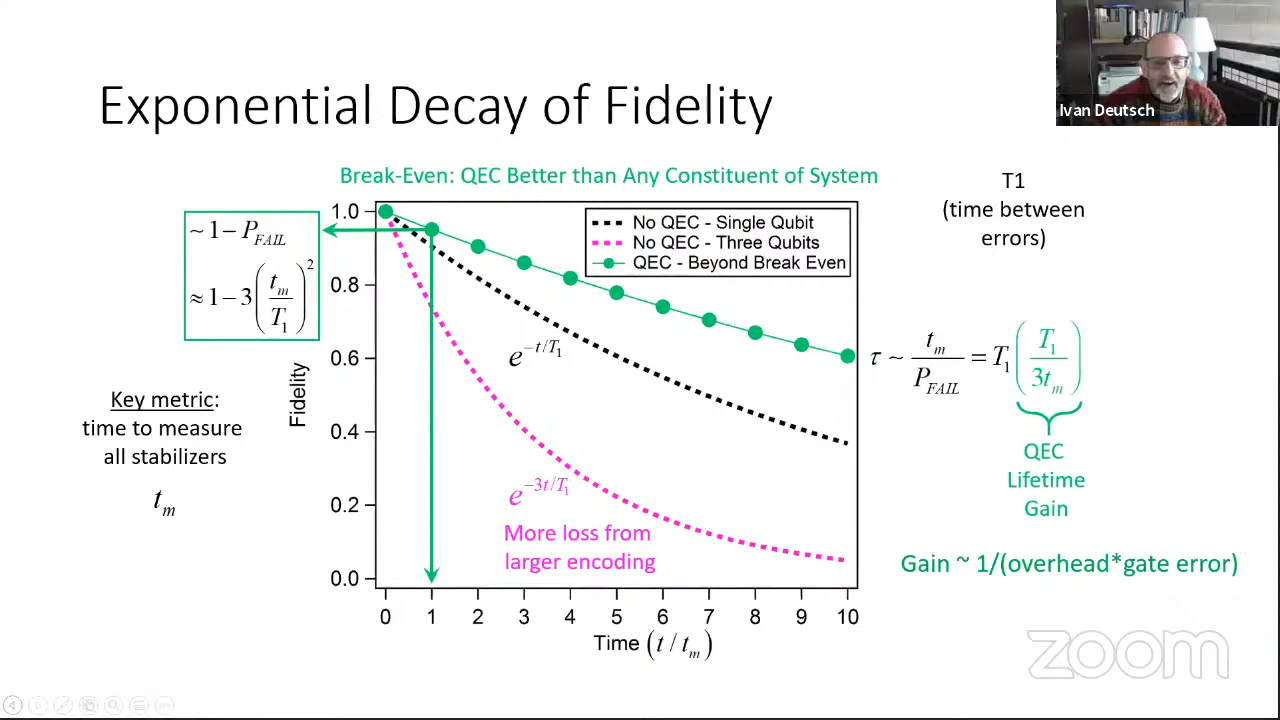 Ivan Deutsch
Exponential Decay of Fidelity
Break-Even: QEC Better than Any Constituent of System
T1
(time between
errors)
~ 1 − P_FAIL
≈ 1 − 3 (t_m / T_1)^2
Key metric:
time to measure
all stabilizers
t_m
Fidelity
1.0
0.8
0.6
0.4
0.2
0.0
No QEC - Single Qubit
No QEC - Three Qubits
QEC - Beyond Break Even
e^{−t/T_1}
e^{−3t/T_1}
More loss from
larger encoding
0 1 2 3 4 5 6 7 8 9 10
Time (t / t_m)
τ ~ t_m / P_FAIL = T_1 (T_1 / 3t_m)
QEC
Lifetime
Gain
Gain ~ 1/(overhead*gate error)
zoom